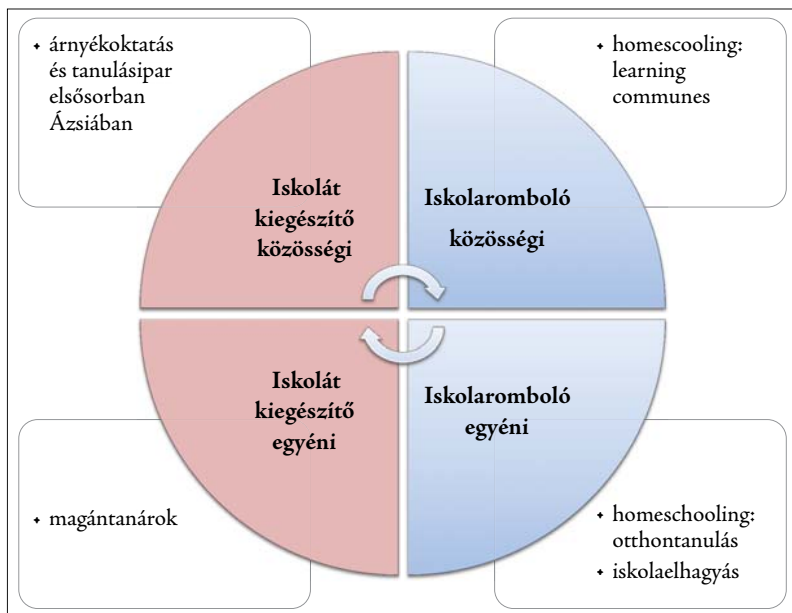 + árnyékoktatás
és tanulásipar
elsősorban
Ázsiában
+ homescooling:
learning
communes
Iskolát
kiegészítő
közösségi
Iskolaromboló
közösségi
Iskolát
kiegészítő
egyéni
Iskolaromboló
egyéni
+ magántanárok
+ homeschooling:
otthontanulás
+ iskolaelhagyás